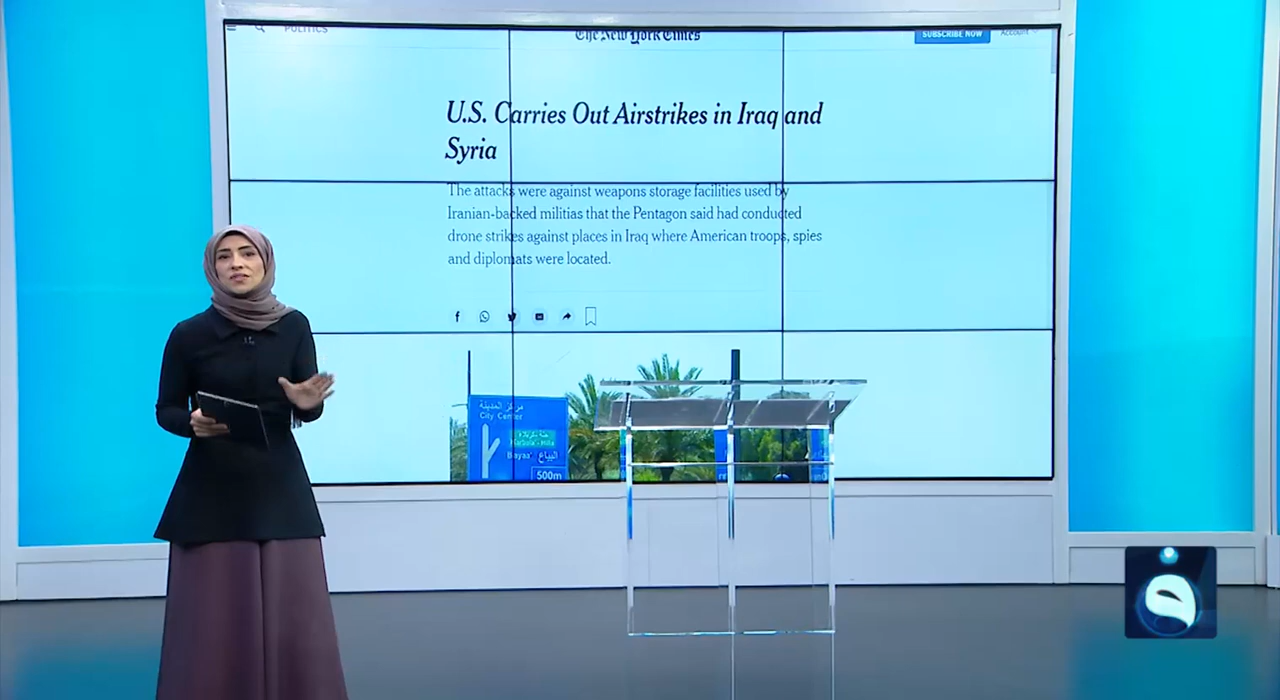 POLITICS
The New York Times
SUBSCRIBE NOW
Account
U.S. Carries Out Airstrikes in Iraq and
Syria
The attacks were against weapons storage facilities used by
Iranian-backed militias that the Pentagon said had conducted
drone strikes against places in Iraq where American troops, spies
and diplomats were located.
مركز المدينة
City Center
Karbala'- Hilla
Bayaa' البياع
500m